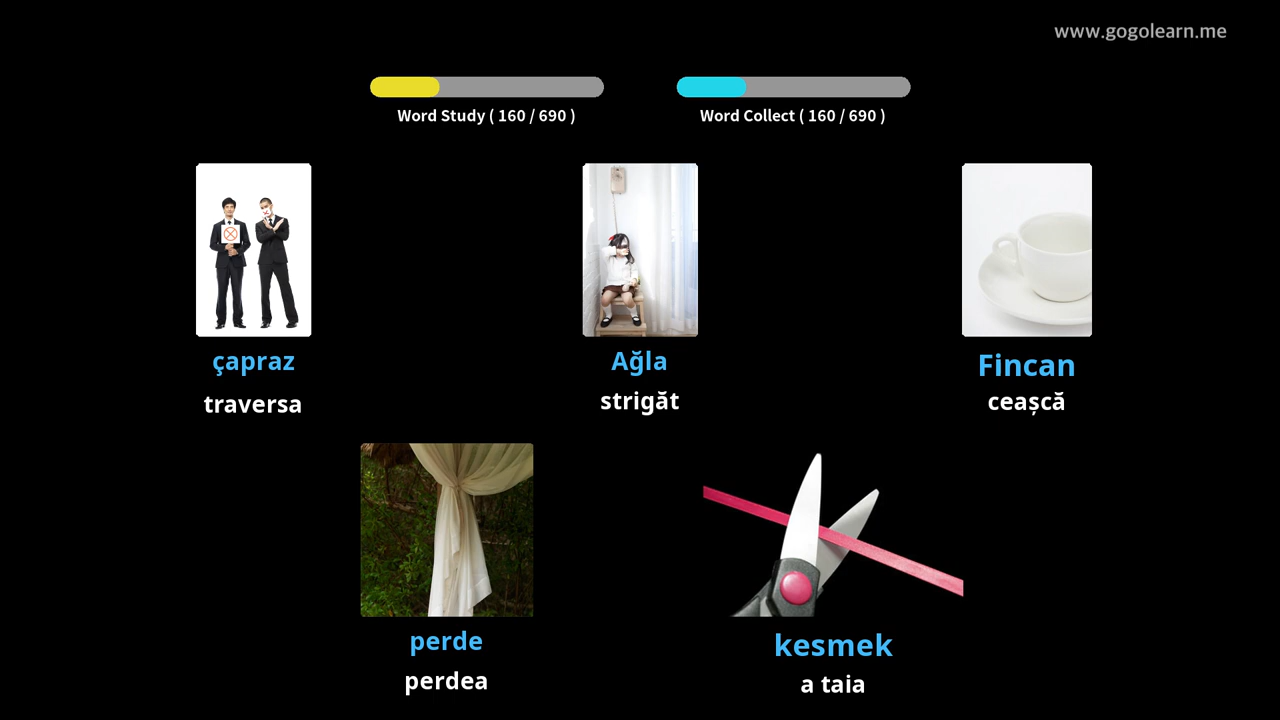 www.gogolearn.me
Word Study ( 160 / 690 )
Word Collect ( 160 / 690 )
çapraz
traversa
Ağla
strigăt
Fincan
ceașcă
perde
perdea
kesmek
a taia